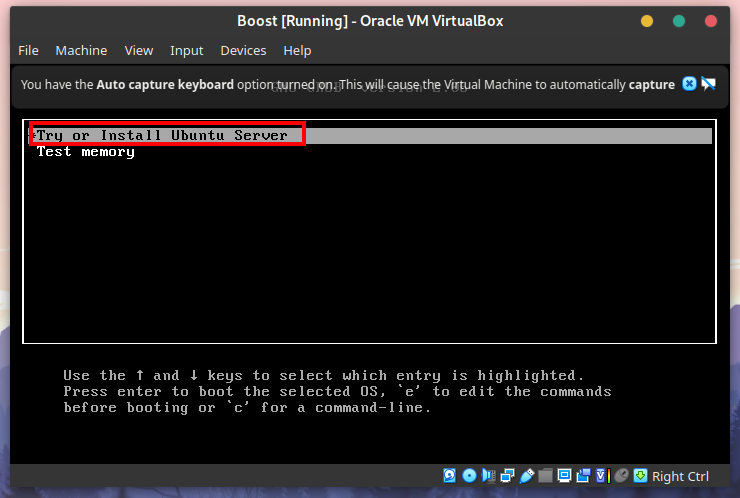 Boost [Running] - Oracle VM VirtualBox
File Machine View Input Devices Help
You have the Auto capture keyboard option turned on. This will cause the Virtual Machine to automatically capture
*Try or Install Ubuntu Server
Test memory
Use the ↑ and ↓ keys to select which entry is highlighted.
Press enter to boot the selected OS, `e' to edit the commands
before booting or `c' for a command-line.
Right Ctrl